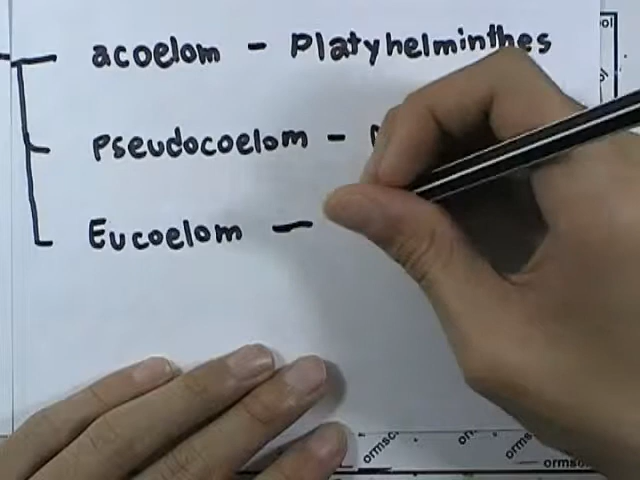 acoelom - Platyhelminthes
Pseudocoelom -
Eucoelom -